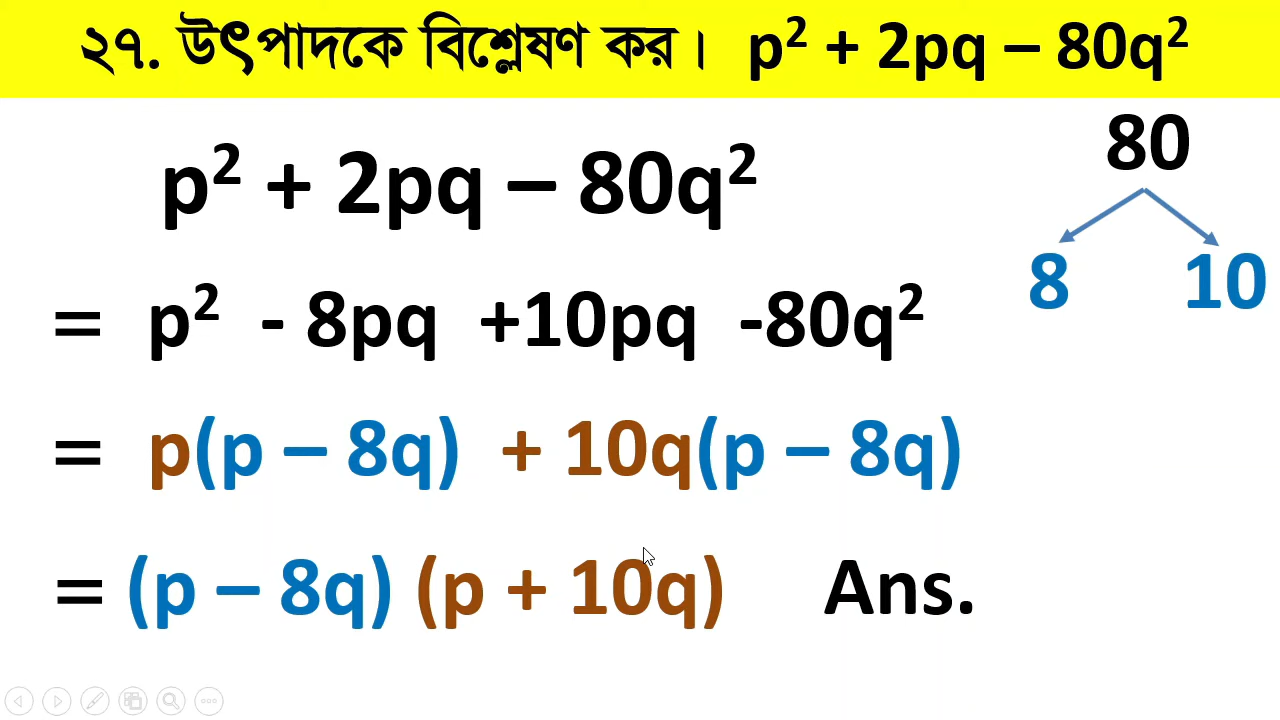 ২৭. উৎপাদকে বিশ্লেষণ কর। p² + 2pq – 80q²
80
8 10
p² + 2pq – 80q²
= p² - 8pq +10pq -80q²
= p(p – 8q) + 10q(p – 8q)
= (p – 8q) (p + 10q) Ans.